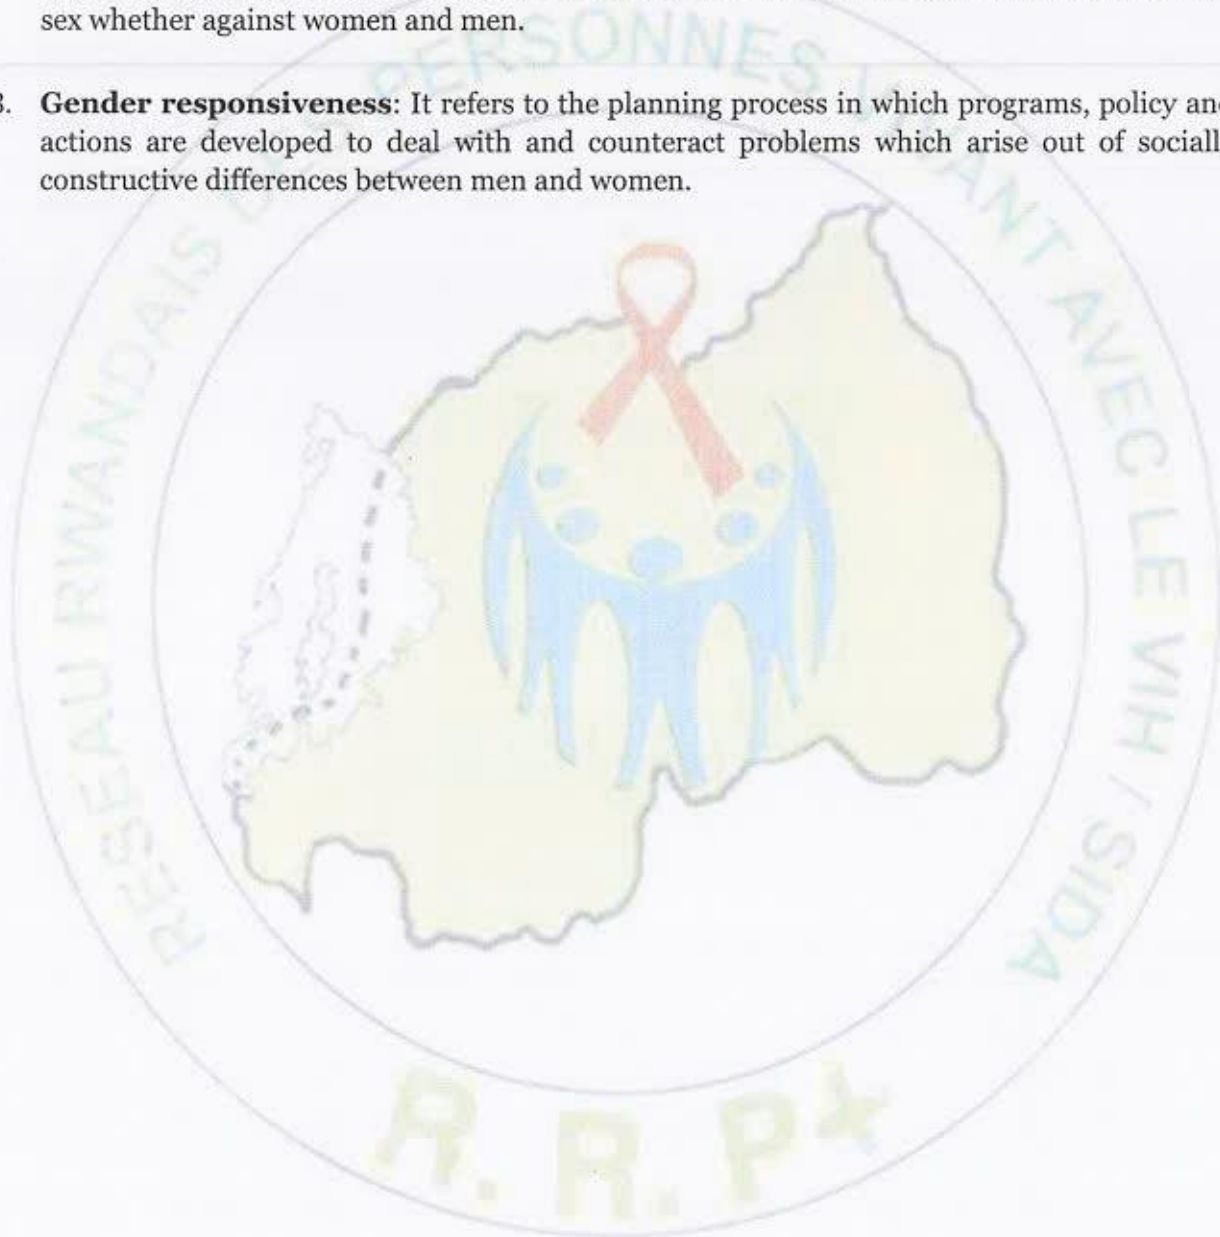 sex whether against women and men.
3. Gender responsiveness: It refers to the planning process in which programs, policy and
actions are developed to deal with and counteract problems which arise out of sociall
constructive differences between men and women.
RESEAU RWANDAIS DES PERSONNES VIVANT AVEC LE VIH / SIDA
R. R. P+